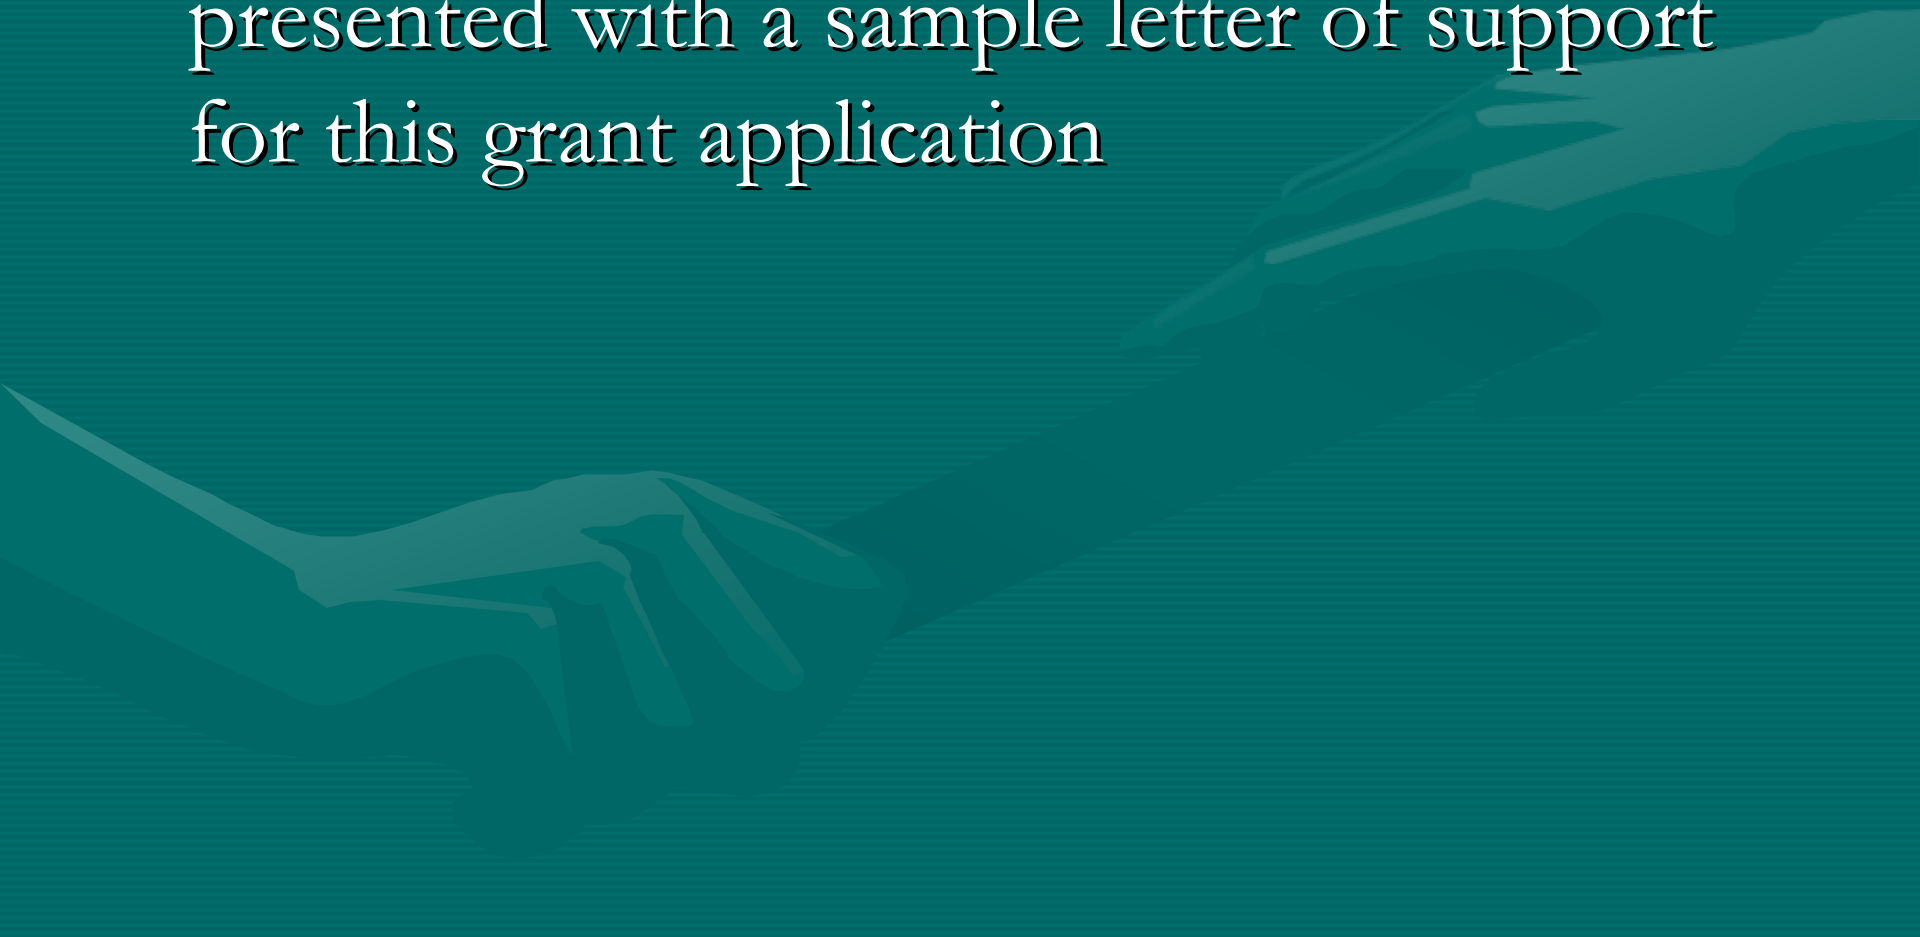 presented with a sample letter of support
for this grant application